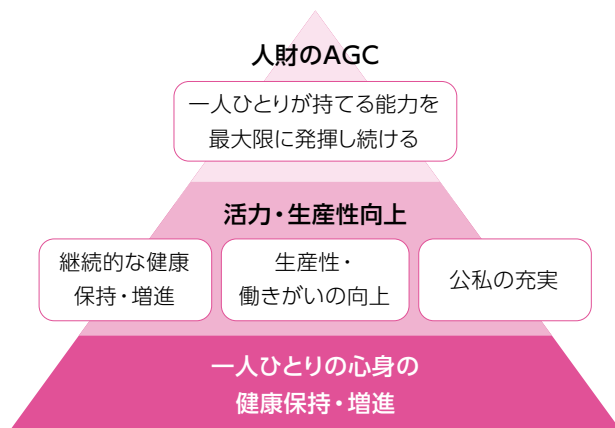 人財のAGC
一人ひとりが持てる能力を
最大限に発揮し続ける
活力・生産性向上
継続的な健康
保持・増進
生産性・
働きがいの向上
公私の充実
一人ひとりの心身の
健康保持・増進